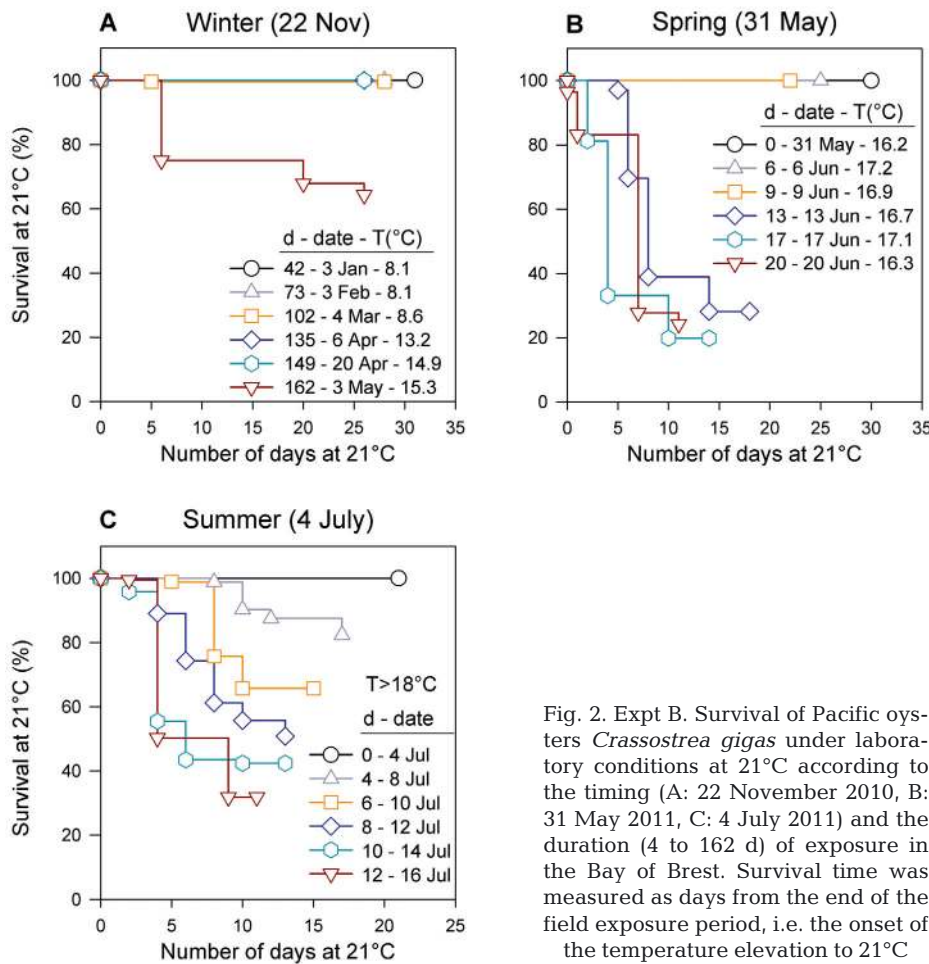 A Winter (22 Nov)
Survival at 21°C (%)
100
80
60
40
20
0
d - date - T(°C)
42 - 3 Jan - 8.1
73 - 3 Feb - 8.1
102 - 4 Mar - 8.6
135 - 6 Apr - 13.2
149 - 20 Apr - 14.9
162 - 3 May - 15.3
0 5 10 15 20 25 30 35
Number of days at 21°C
B Spring (31 May)
100
80
60
40
20
0
d - date - T(°C)
0 - 31 May - 16.2
6 - 6 Jun - 17.2
9 - 9 Jun - 16.9
13 - 13 Jun - 16.7
17 - 17 Jun - 17.1
20 - 20 Jun - 16.3
0 5 10 15 20 25 30 35
Number of days at 21°C
C Summer (4 July)
Survival at 21°C (%)
100
80
60
40
20
0
T>18°C
d - date
0 - 4 Jul
4 - 8 Jul
6 - 10 Jul
8 - 12 Jul
10 - 14 Jul
12 - 16 Jul
0 5 10 15 20 25
Number of days at 21°C
Fig. 2. Expt B. Survival of Pacific oys-
ters Crassostrea gigas under labora-
tory conditions at 21°C according to
the timing (A: 22 November 2010, B:
31 May 2011, C: 4 July 2011) and the
duration (4 to 162 d) of exposure in
the Bay of Brest. Survival time was
measured as days from the end of the
field exposure period, i.e. the onset of
the temperature elevation to 21°C